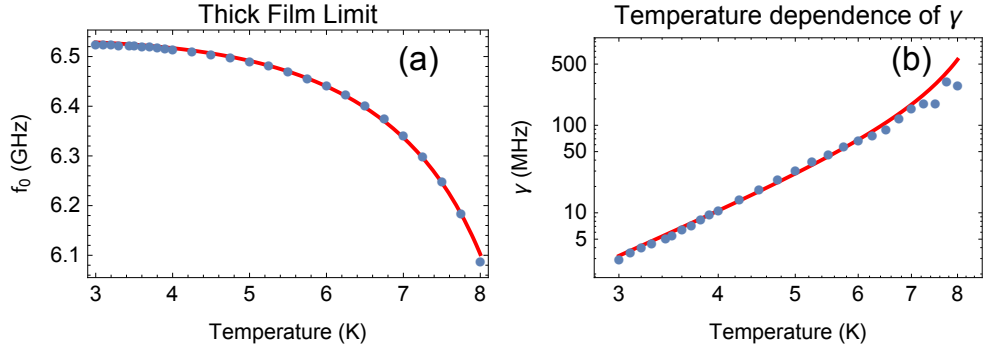 Thick Film Limit
(a)
f₀ (GHz)
6.5
6.4
6.3
6.2
6.1
3 4 5 6 7 8
Temperature (K)
Temperature dependence of γ
(b)
γ (MHz)
500
100
50
10
5
3 4 5 6 7 8
Temperature (K)